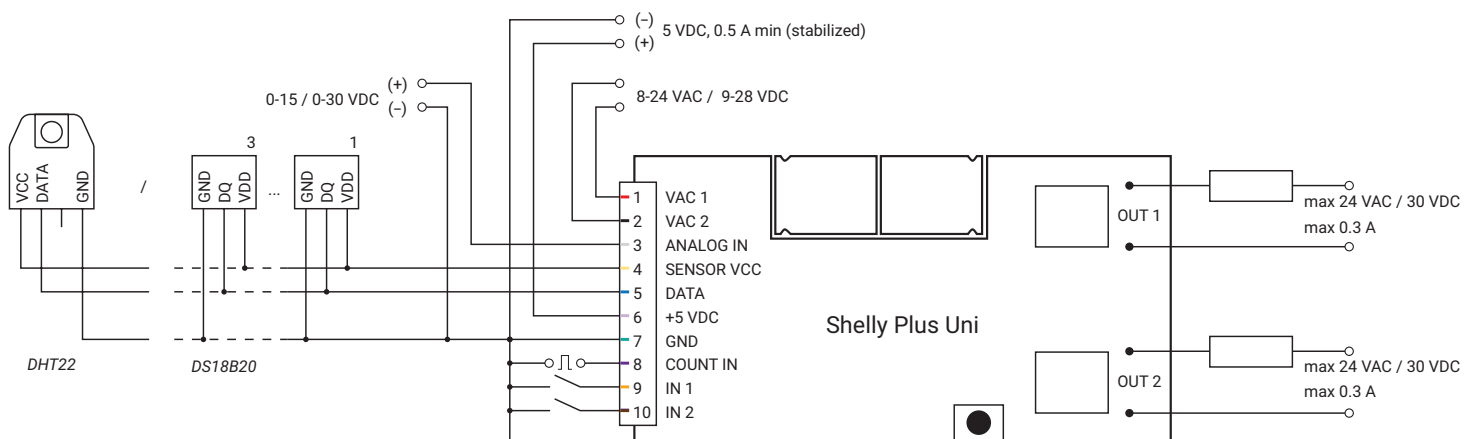 (−)
5 VDC, 0.5 A min (stabilized)
(+)
(+)
0-15 / 0-30 VDC
(−)
8-24 VAC / 9-28 VDC
3
1
VCC
DATA
GND
/
GND
DQ
VDD
...
GND
DQ
VDD
DHT22
DS18B20
1 VAC 1
2 VAC 2
3 ANALOG IN
4 SENSOR VCC
5 DATA
6 +5 VDC
7 GND
8 COUNT IN
9 IN 1
10 IN 2
Shelly Plus Uni
OUT 1
max 24 VAC / 30 VDC
max 0.3 A
OUT 2
max 24 VAC / 30 VDC
max 0.3 A